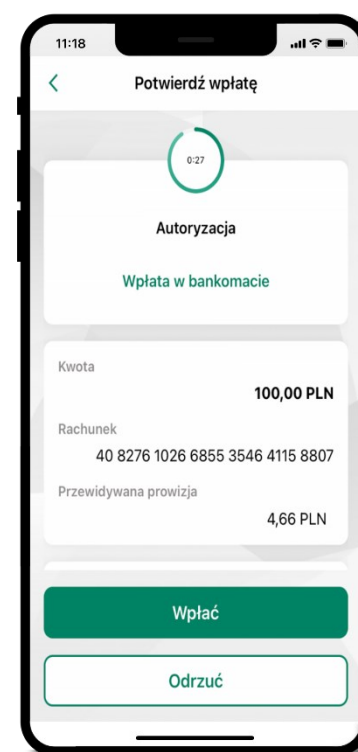 11:18
Potwierdź wpłatę
0:27
Autoryzacja
Wpłata w bankomacie
Kwota
100,00 PLN
Rachunek
40 8276 1026 6855 3546 4115 8807
Przewidywana prowizja
4,66 PLN
Wpłać
Odrzuć